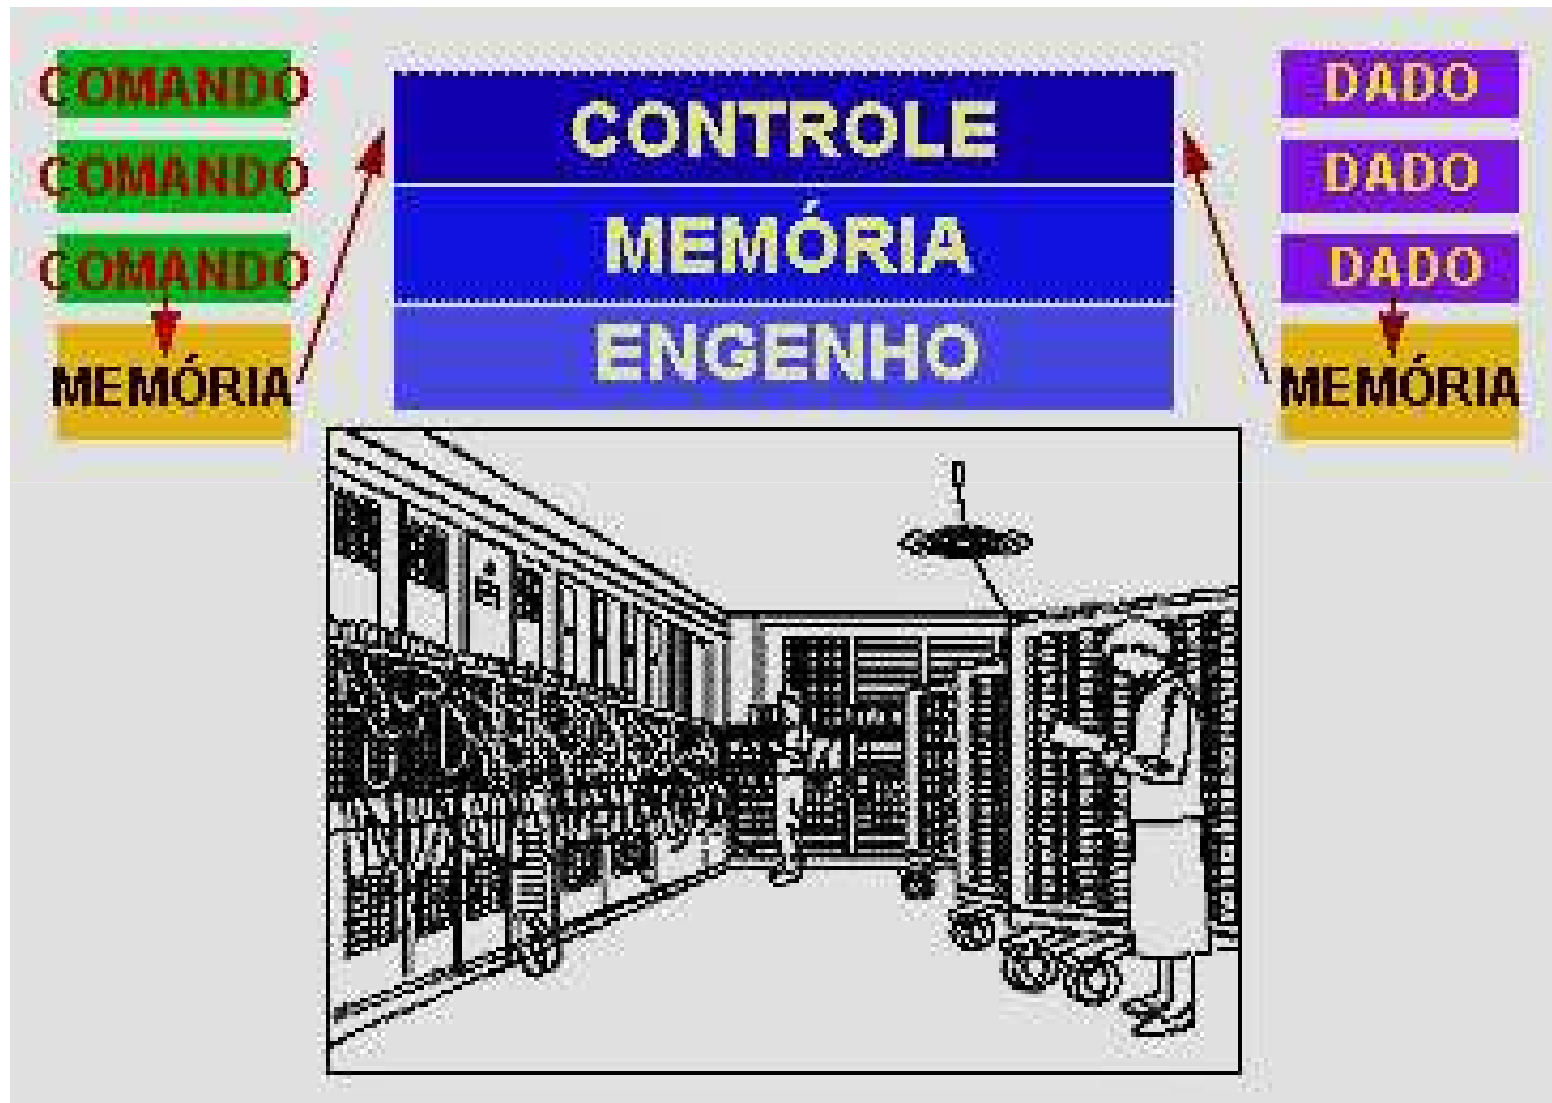 COMANDO
COMANDO
COMANDO
MEMÓRIA
CONTROLE
MEMÓRIA
ENGENHO
DADO
DADO
DADO
MEMÓRIA